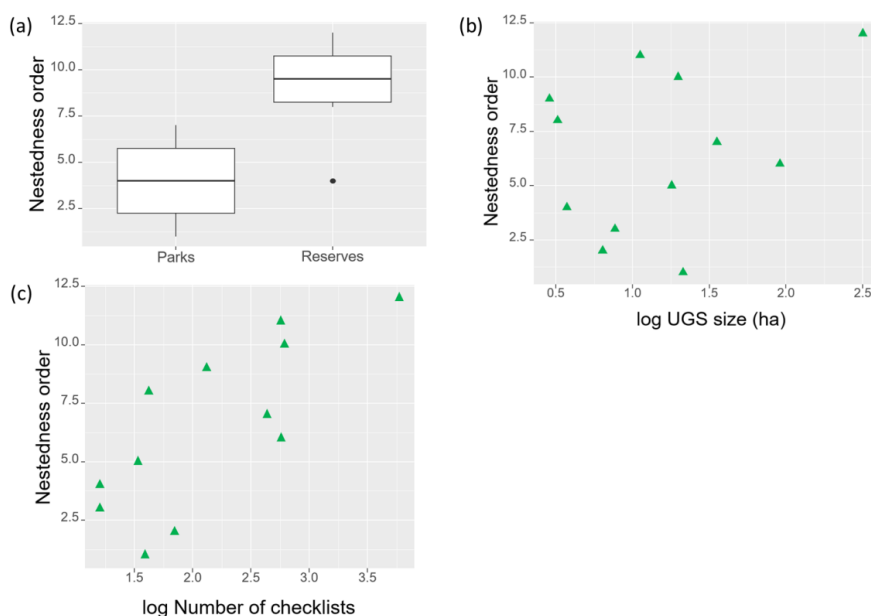 (a)
12.5
10.0
7.5
5.0
2.5
Nestedness order
Parks
Reserves
(b)
12.5
10.0
7.5
5.0
2.5
Nestedness order
0.5 1.0 1.5 2.0 2.5
log UGS size (ha)
(c)
12.5
10.0
7.5
5.0
2.5
Nestedness order
1.5 2.0 2.5 3.0 3.5
log Number of checklists